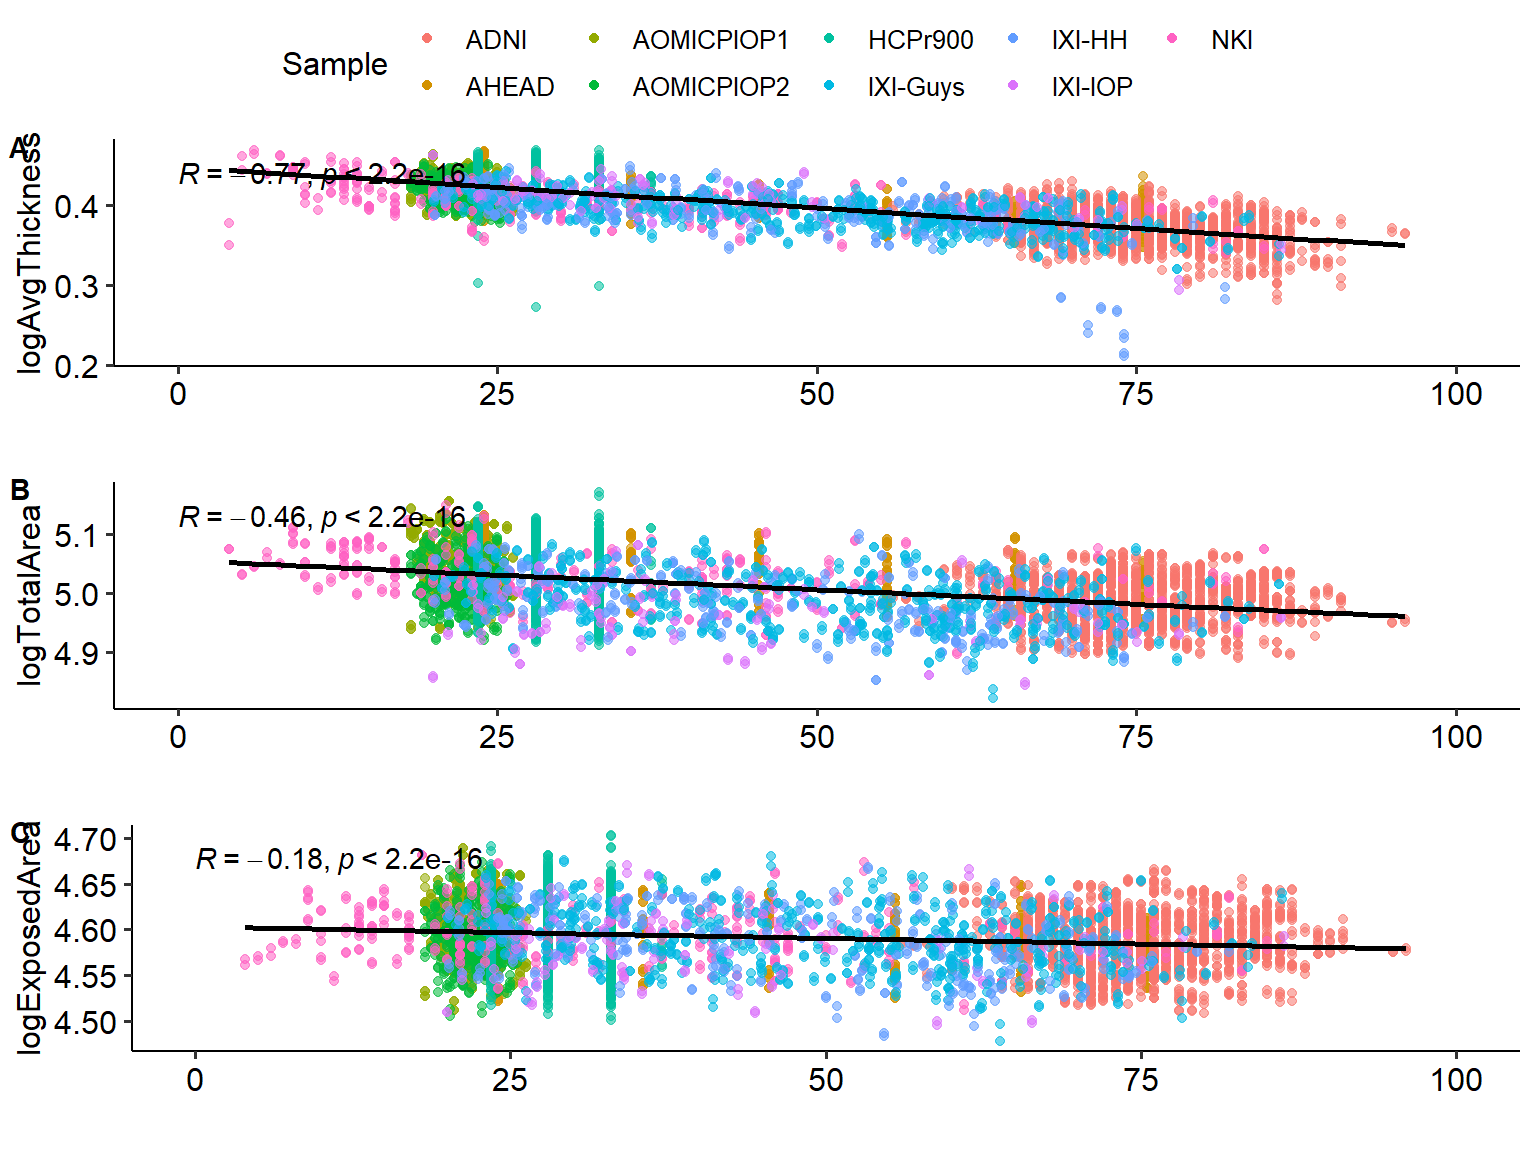 Sample
ADNI AOMICPIOP1 HCPr900 IXI-HH NKI
AHEAD AOMICPIOP2 IXI-Guys IXI-IOP
A
R = −0.77, p < 2.2e-16
logAvgThickness
0.4
0.3
0.2
0 25 50 75 100
B
R = −0.46, p < 2.2e-16
logTotalArea
5.1
5.0
4.9
0 25 50 75 100
C
R = −0.18, p < 2.2e-16
logExposedArea
4.70
4.65
4.60
4.55
4.50
0 25 50 75 100